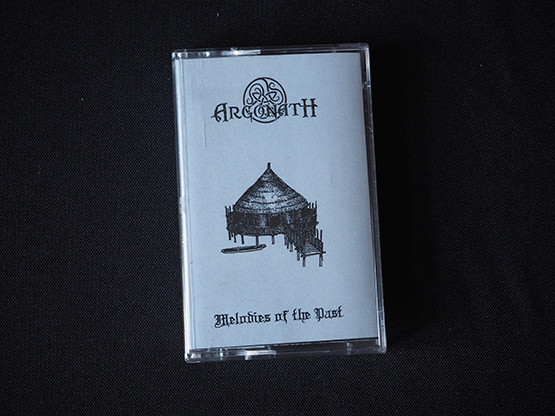 Argonath
Melodies of the Past